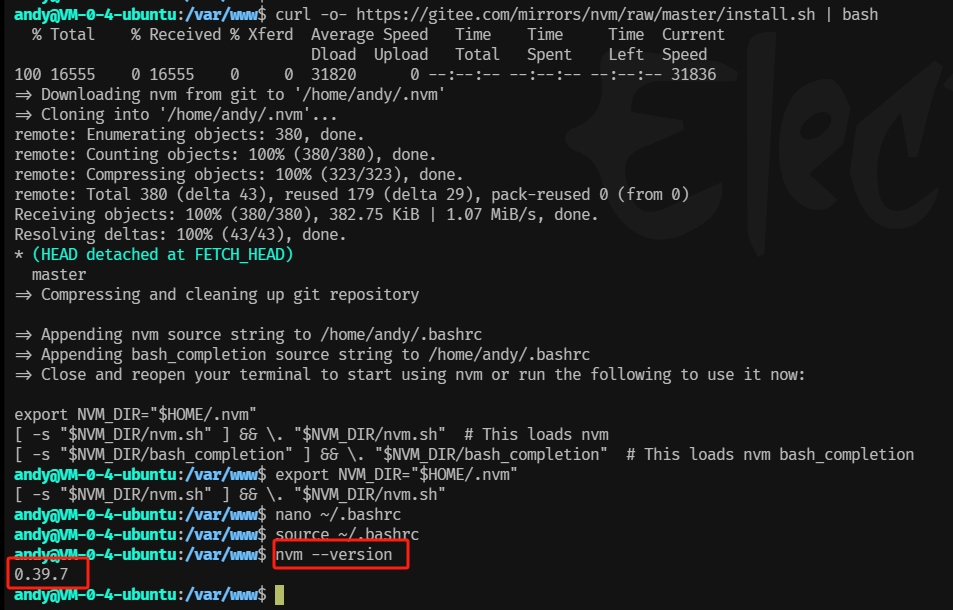 andy@VM-0-4-ubuntu:/var/www$ curl -o- https://gitee.com/mirrors/nvm/raw/master/install.sh | bash
% Total % Received % Xferd Average Speed Time Time Time Current
Dload Upload Total Spent Left Speed
100 16555 0 16555 0 0 31820 0 --:--:-- --:--:-- --:--:-- 31836
=> Downloading nvm from git to '/home/andy/.nvm'
=> Cloning into '/home/andy/.nvm'...
remote: Enumerating objects: 380, done.
remote: Counting objects: 100% (380/380), done.
remote: Compressing objects: 100% (323/323), done.
remote: Total 380 (delta 43), reused 179 (delta 29), pack-reused 0 (from 0)
Receiving objects: 100% (380/380), 382.75 KiB | 1.07 MiB/s, done.
Resolving deltas: 100% (43/43), done.
* (HEAD detached at FETCH_HEAD)
master
=> Compressing and cleaning up git repository
=> Appending nvm source string to /home/andy/.bashrc
=> Appending bash_completion source string to /home/andy/.bashrc
=> Close and reopen your terminal to start using nvm or run the following to use it now:
export NVM_DIR="$HOME/.nvm"
[ -s "$NVM_DIR/nvm.sh" ] && \. "$NVM_DIR/nvm.sh" # This loads nvm
[ -s "$NVM_DIR/bash_completion" ] && \. "$NVM_DIR/bash_completion" # This loads nvm bash_completion
andy@VM-0-4-ubuntu:/var/www$ export NVM_DIR="$HOME/.nvm"
[ -s "$NVM_DIR/nvm.sh" ] && \. "$NVM_DIR/nvm.sh"
andy@VM-0-4-ubuntu:/var/www$ nano ~/.bashrc
andy@VM-0-4-ubuntu:/var/www$ source ~/.bashrc
andy@VM-0-4-ubuntu:/var/www$ nvm --version
0.39.7
andy@VM-0-4-ubuntu:/var/www$
Elec